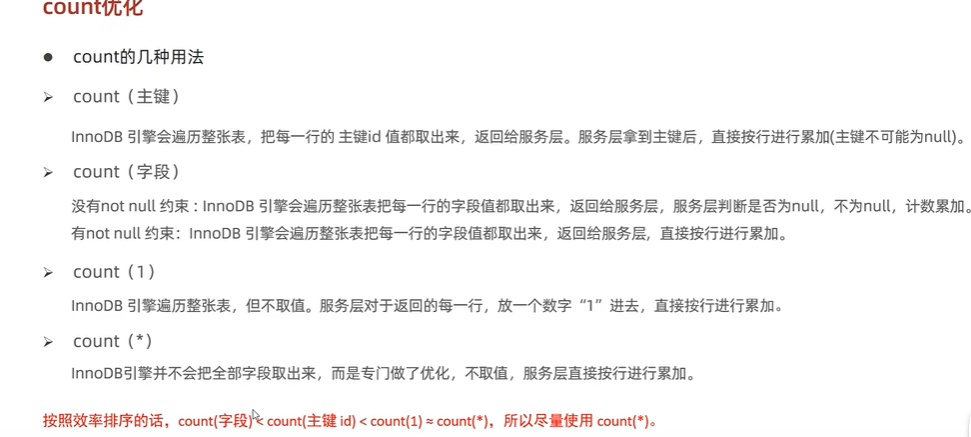 count优化
● count的几种用法
➢ count（主键）
InnoDB 引擎会遍历整张表，把每一行的 主键id 值都取出来，返回给服务层。服务层拿到主键后，直接按行进行累加(主键不可能为null)。
➢ count（字段）
没有not null 约束 : InnoDB 引擎会遍历整张表把每一行的字段值都取出来，返回给服务层，服务层判断是否为null，不为null，计数累加。
有not null 约束：InnoDB 引擎会遍历整张表把每一行的字段值都取出来，返回给服务层，直接按行进行累加。
➢ count（1）
InnoDB 引擎遍历整张表，但不取值。服务层对于返回的每一行，放一个数字“1”进去，直接按行进行累加。
➢ count（*）
InnoDB引擎并不会把全部字段取出来，而是专门做了优化，不取值，服务层直接按行进行累加。
按照效率排序的话，count(字段) < count(主键 id) < count(1) ≈ count(*)，所以尽量使用 count(*)。